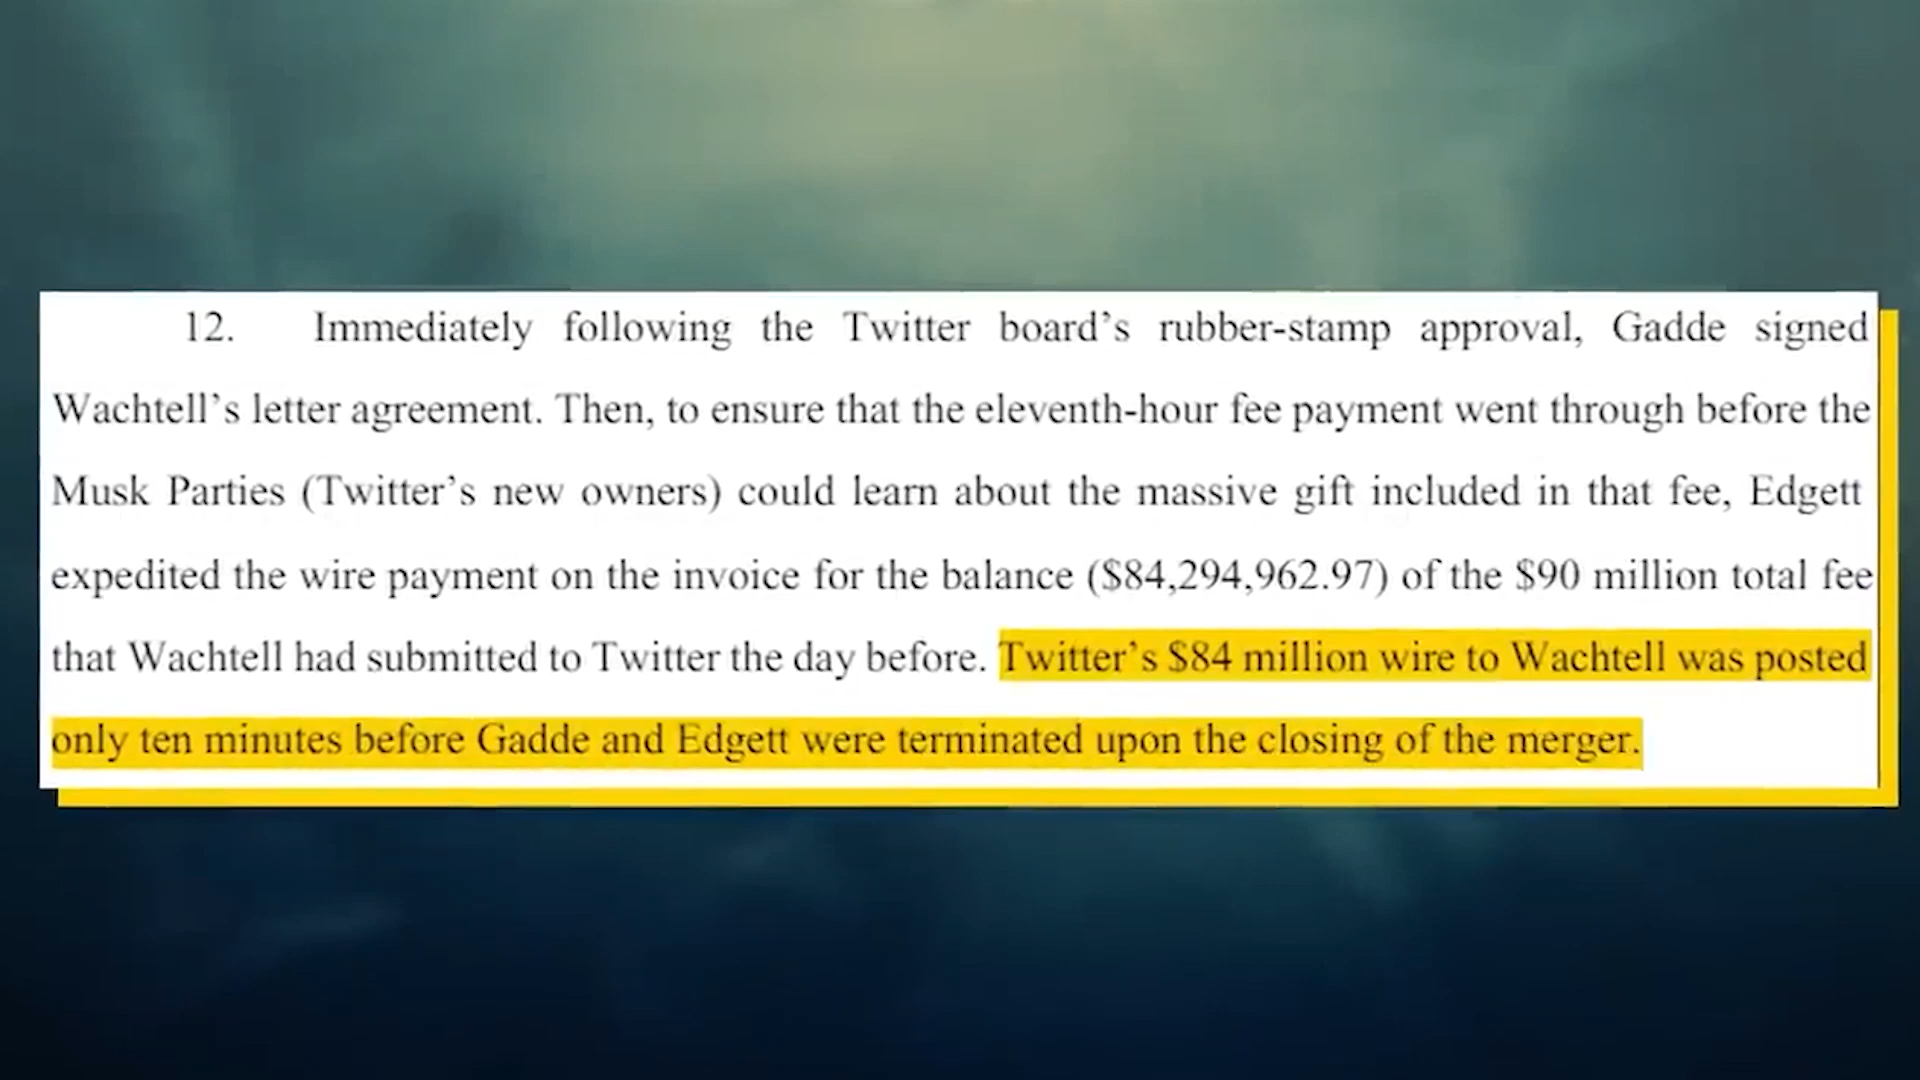 12. Immediately following the Twitter board’s rubber-stamp approval, Gadde signed
Wachtell’s letter agreement. Then, to ensure that the eleventh-hour fee payment went through before the
Musk Parties (Twitter’s new owners) could learn about the massive gift included in that fee, Edgett
expedited the wire payment on the invoice for the balance ($84,294,962.97) of the $90 million total fee
that Wachtell had submitted to Twitter the day before. Twitter’s $84 million wire to Wachtell was posted
only ten minutes before Gadde and Edgett were terminated upon the closing of the merger.